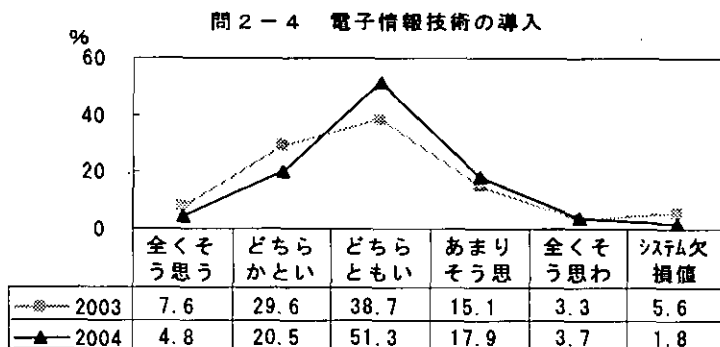 問２－４　電子情報技術の導入
%
60
40
20
0
全くそ う思う どちら かとい どちら ともい あまり そう思 全くそ う思わ システム欠 損値
2003 7.6 29.6 38.7 15.1 3.3 5.6
2004 4.8 20.5 51.3 17.9 3.7 1.8